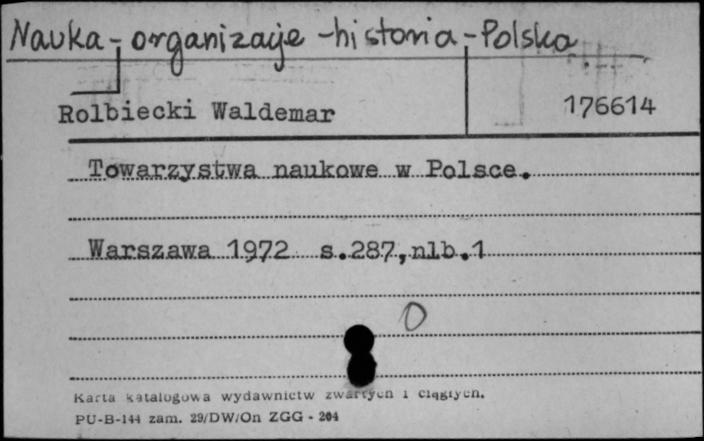 Nauka - organizacje - historia - Polska
Rolbiecki Waldemar 176614
Towarzystwa naukowe w Polsce.
Warszawa 1972 s.287,nlb.1
0
Karta katalogowa wydawnictw zwartych i ciągłych.
PU-B-144 zam. 29/DW/On ZGG - 204